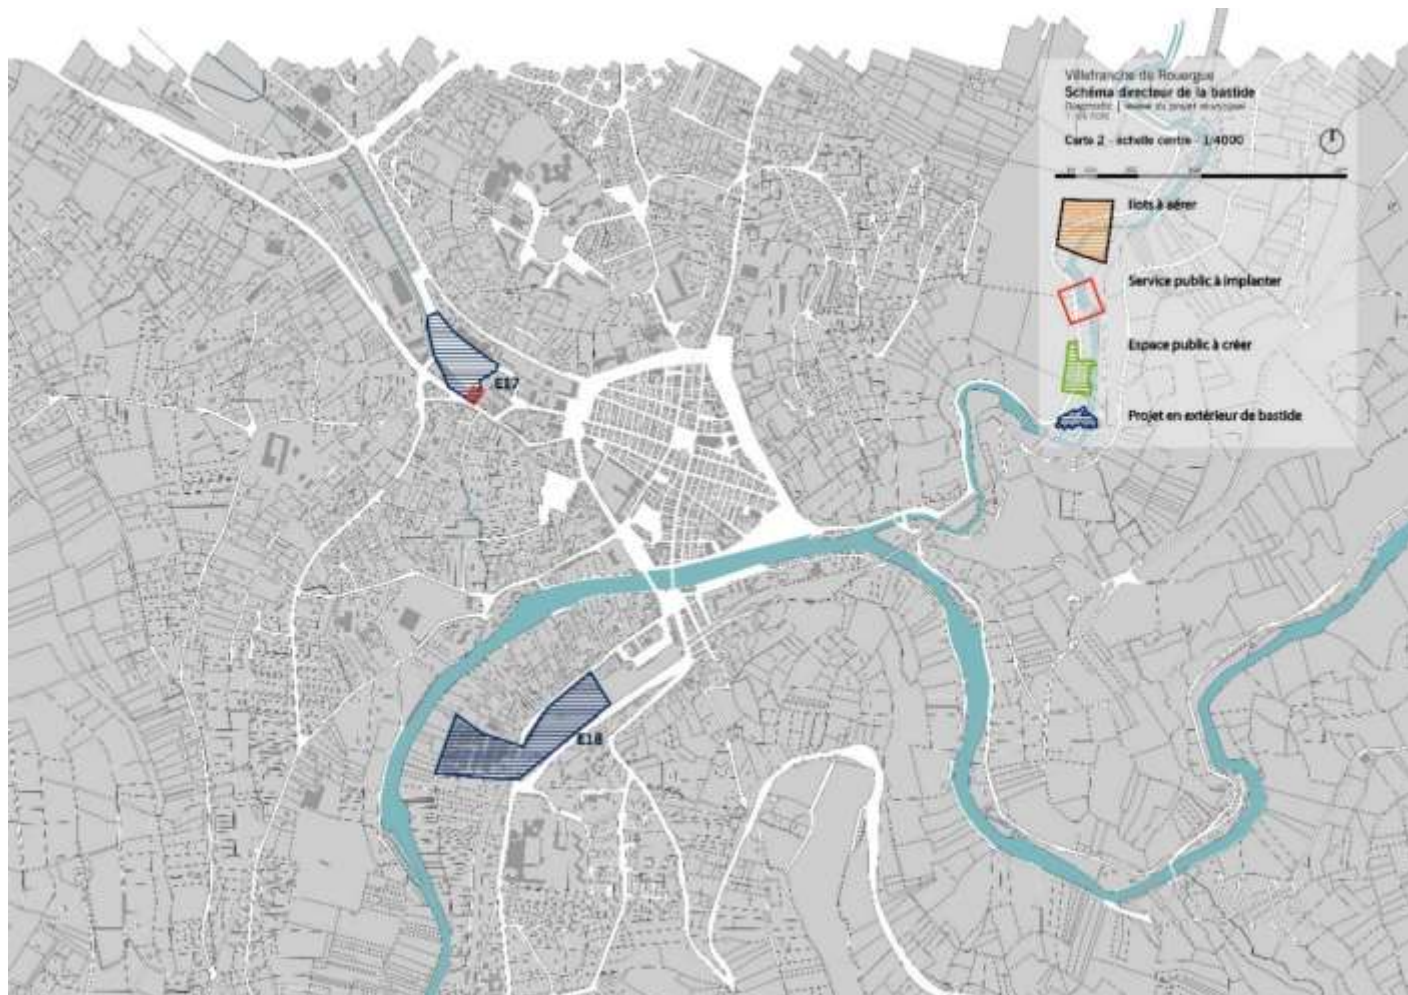 Villefranche de Rouergue
Schéma directeur de la bastide
Diagnostic |
Carte 2 - échelle centre - 1/4000
Ilots à aérer
Service public à implanter
Espace public à créer
Projet en extérieur de bastide
E17
E18